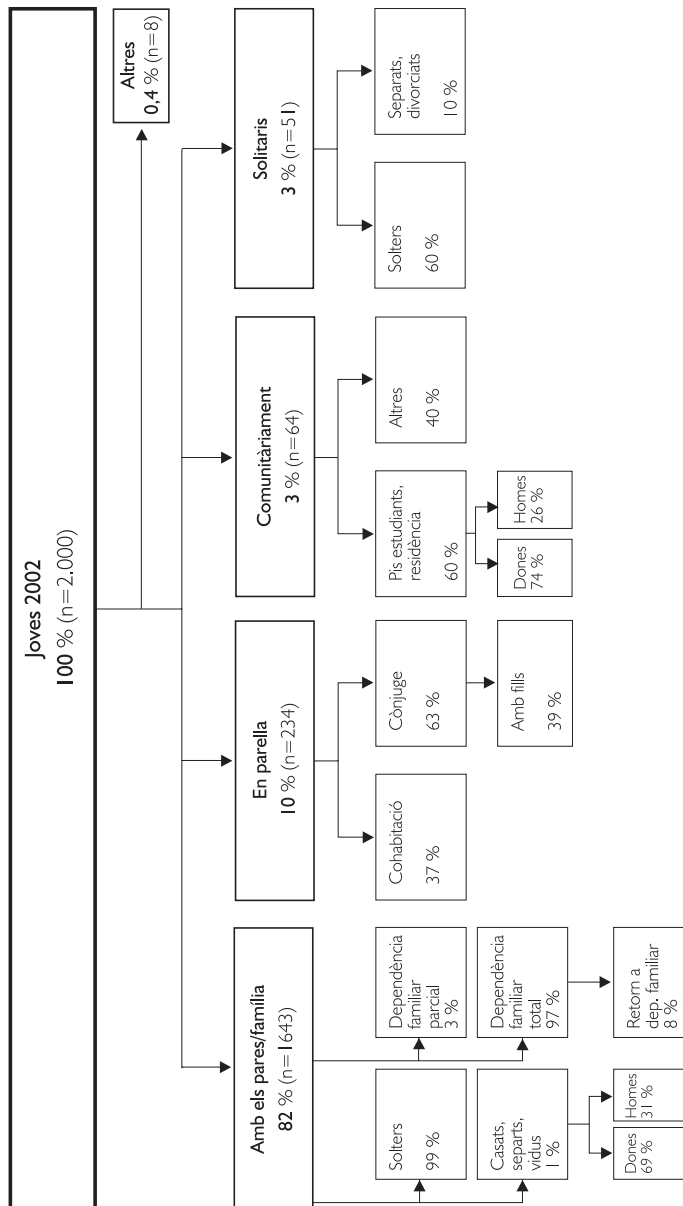 Joves 2002
100 % (n=2.000)
Altres
0,4 % (n=8)
Amb els pares/família
82 % (n=1643)
En parella
10 % (n=234)
Comunitàriament
3 % (n=64)
Solitaris
3 % (n=51)
Solters
99 %
Dependència
familiar
parcial
3 %
Casats,
separts,
vidus
1 %
Dependència
familiar
total
97 %
Dones
69 %
Homes
31 %
Retorn a
dep. familiar
8 %
Cohabitació
37 %
Cònjuge
63 %
Amb fills
39 %
Pis estudiants,
residència
60 %
Altres
40 %
Dones
74 %
Homes
26 %
Solters
60 %
Separats,
divorciats
10 %